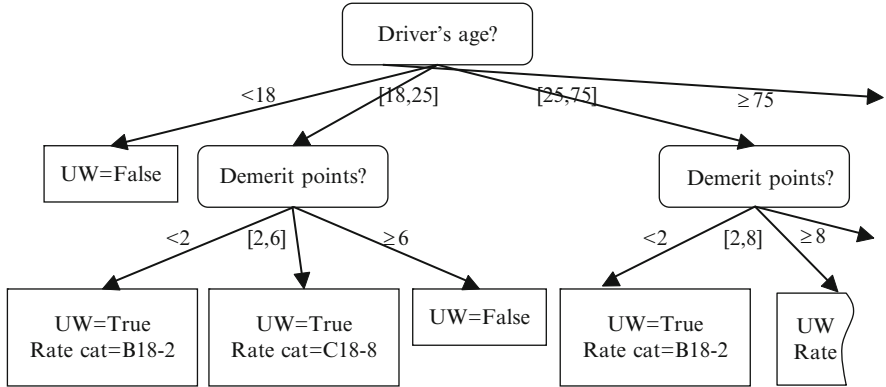 Driver's age?
<18
[18,25]
[25,75]
≥75
UW=False
Demerit points?
Demerit points?
<2
[2,6]
≥6
<2
[2,8]
≥8
UW=True
Rate cat=B18-2
UW=True
Rate cat=C18-8
UW=False
UW=True
Rate cat=B18-2
UW
Rate